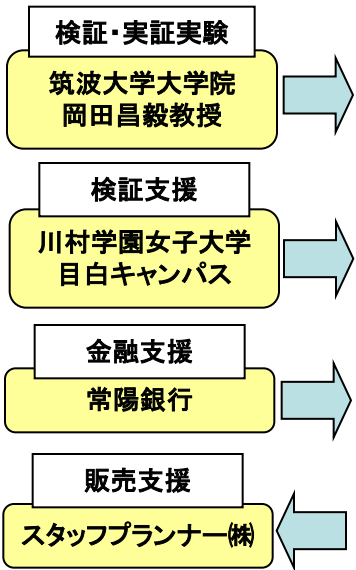 検証・実証実験
筑波大学大学院
岡田昌毅教授
検証支援
川村学園女子大学
目白キャンパス
金融支援
常陽銀行
販売支援
スタッフプランナー㈱